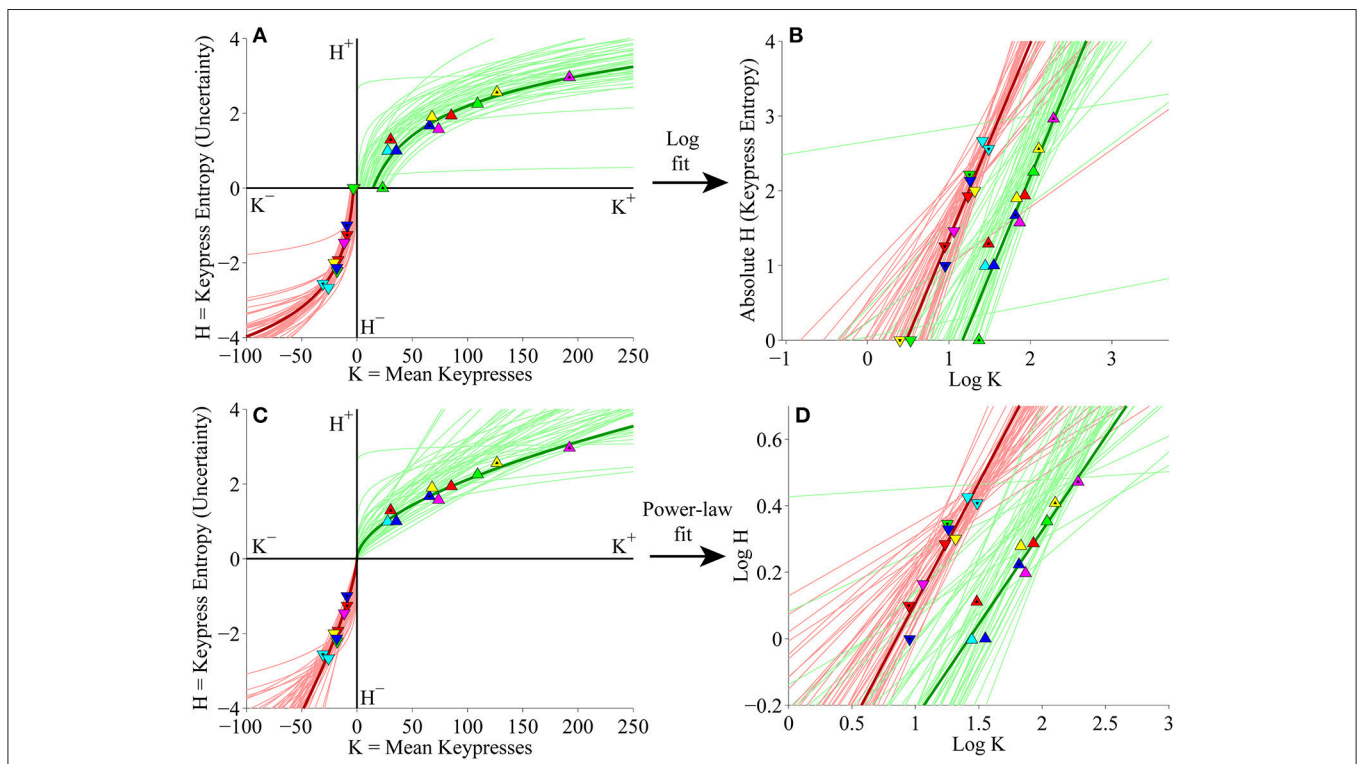 A
B
H = Keypress Entropy (Uncertainty)
4
2
0
−2
−4
H+
K−
K+
H−
−100
−50
0
50
100
150
200
250
K = Mean Keypresses
Log
fit
Absolute H (Keypress Entropy)
4
3
2
1
0
−1
0
1
2
3
Log K
C
D
H = Keypress Entropy (Uncertainty)
4
2
0
−2
−4
H+
K−
K+
H−
−100
−50
0
50
100
150
200
250
K = Mean Keypresses
Power-law
fit
Log H
0.6
0.4
0.2
0
−0.2
0
0.5
1
1.5
2
2.5
3
Log K